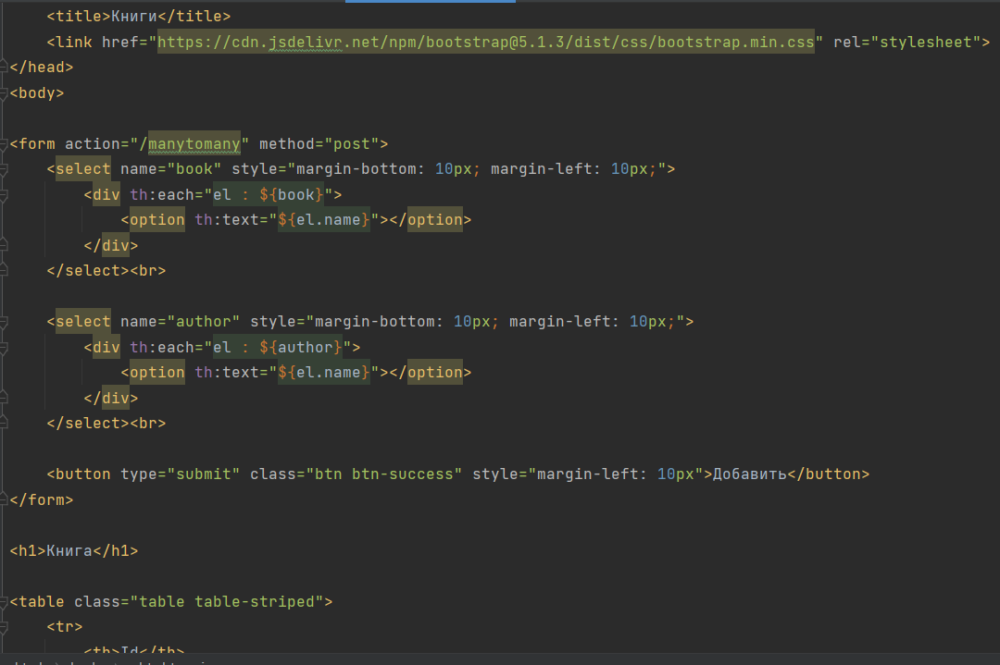 <title>Книги</title>
<link href="https://cdn.jsdelivr.net/npm/bootstrap@5.1.3/dist/css/bootstrap.min.css" rel="stylesheet">
</head>
<body>
<form action="/manytomany" method="post">
<select name="book" style="margin-bottom: 10px; margin-left: 10px;">
<div th:each="el : ${book}">
<option th:text="${el.name}"></option>
</div>
</select><br>
<select name="author" style="margin-bottom: 10px; margin-left: 10px;">
<div th:each="el : ${author}">
<option th:text="${el.name}"></option>
</div>
</select><br>
<button type="submit" class="btn btn-success" style="margin-left: 10px">Добавить</button>
</form>
<h1>Книга</h1>
<table class="table table-striped">
<tr>
<th>Id</th>